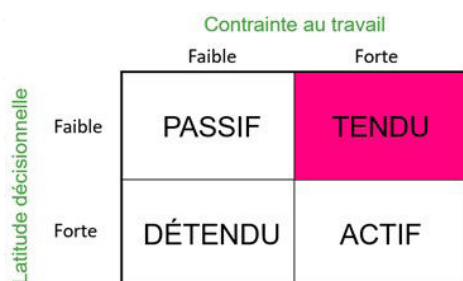 Contrainte au travail
Faible Forte
Latitude décisionnelle
Faible PASSIF TENDU
Forte DÉTENDU ACTIF